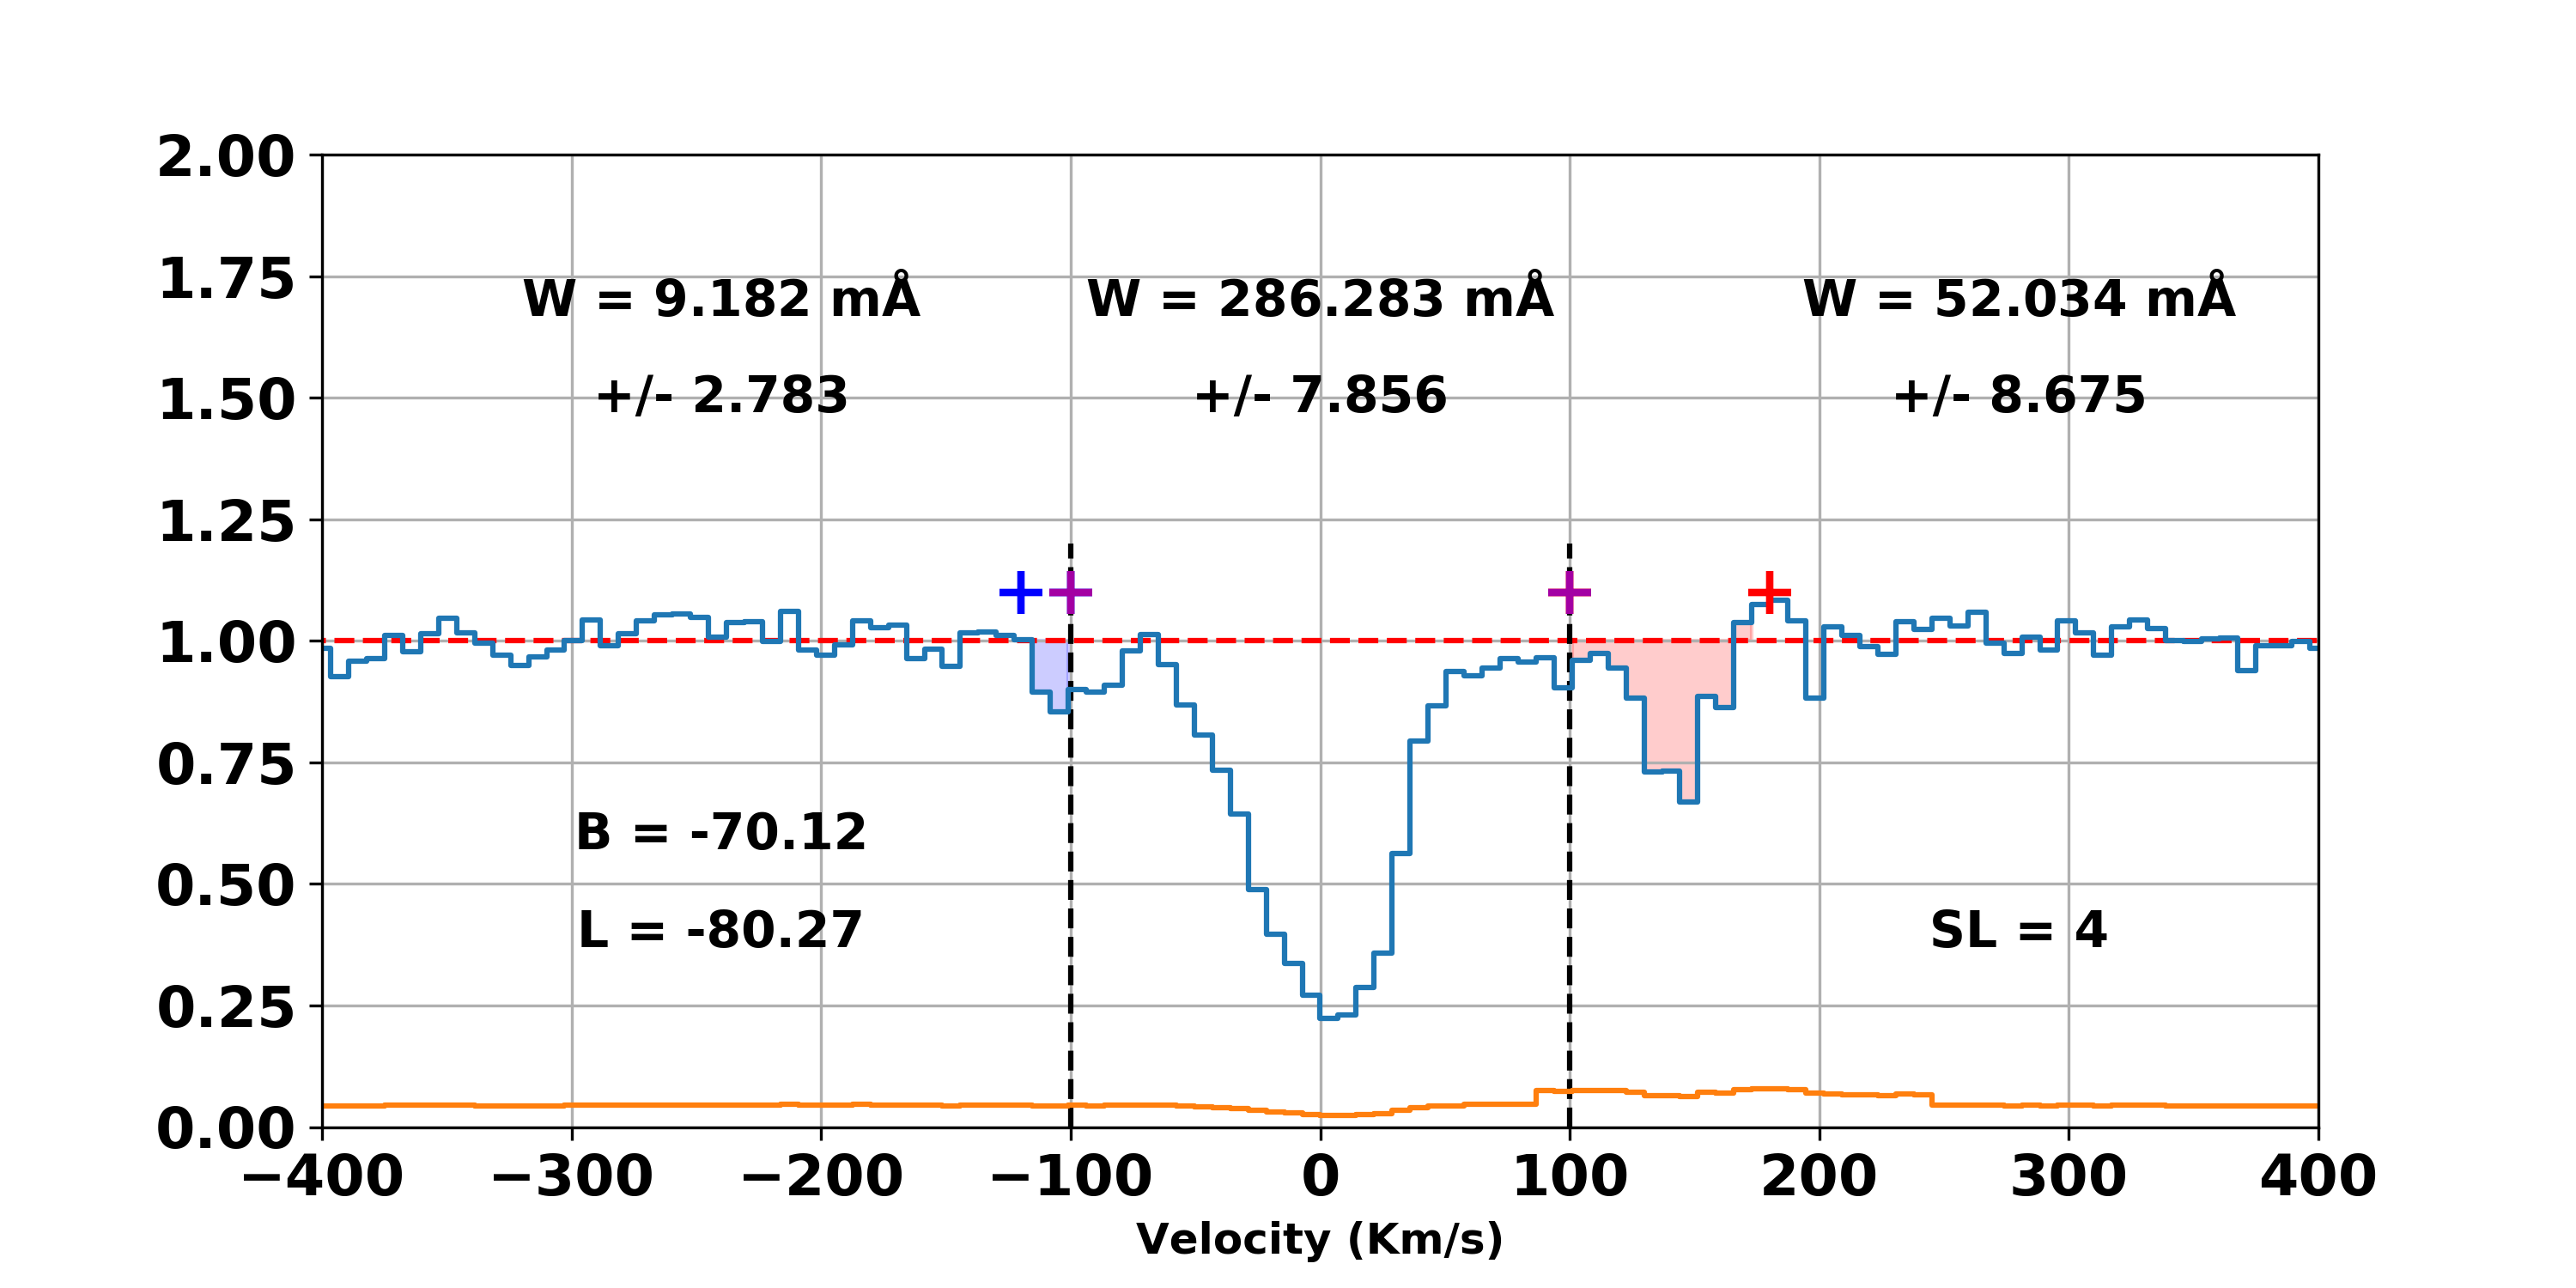 2.00
1.75
1.50
1.25
1.00
0.75
0.50
0.25
0.00
W = 9.182 mÅ
+/- 2.783
W = 286.283 mÅ
+/- 7.856
W = 52.034 mÅ
+/- 8.675
B = -70.12
L = -80.27
SL = 4
−400 −300 −200 −100 0 100 200 300 400
Velocity (Km/s)